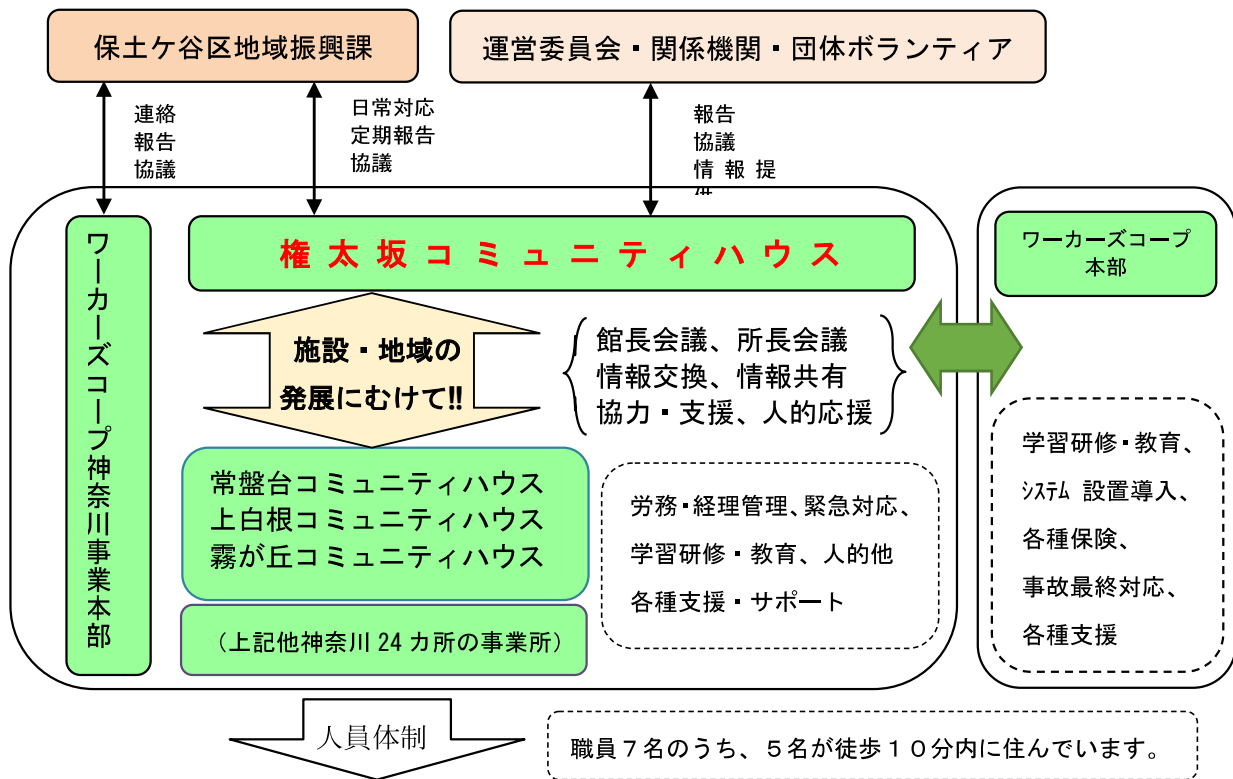 保土ケ谷区地域振興課
運営委員会・関係機関・団体ボランティア
連絡
報告
協議
日常対応
定期報告
協議
報告
協議
情報提
ワーカーズコープ神奈川事業本部
権太坂コミュニティハウス
ワーカーズコープ
本部
施設・地域の
発展にむけて!!
館長会議、所長会議
情報交換、情報共有
協力・支援、人的応援
常盤台コミュニティハウス
上白根コミュニティハウス
霧が丘コミュニティハウス
（上記他神奈川24カ所の事業所）
労務・経理管理、緊急対応、
学習研修・教育、人的他
各種支援・サポート
学習研修・教育、
ｼｽﾃﾑ 設置導入、
各種保険、
事故最終対応、
各種支援
人員体制
職員７名のうち、５名が徒歩１０分内に住んでいます。